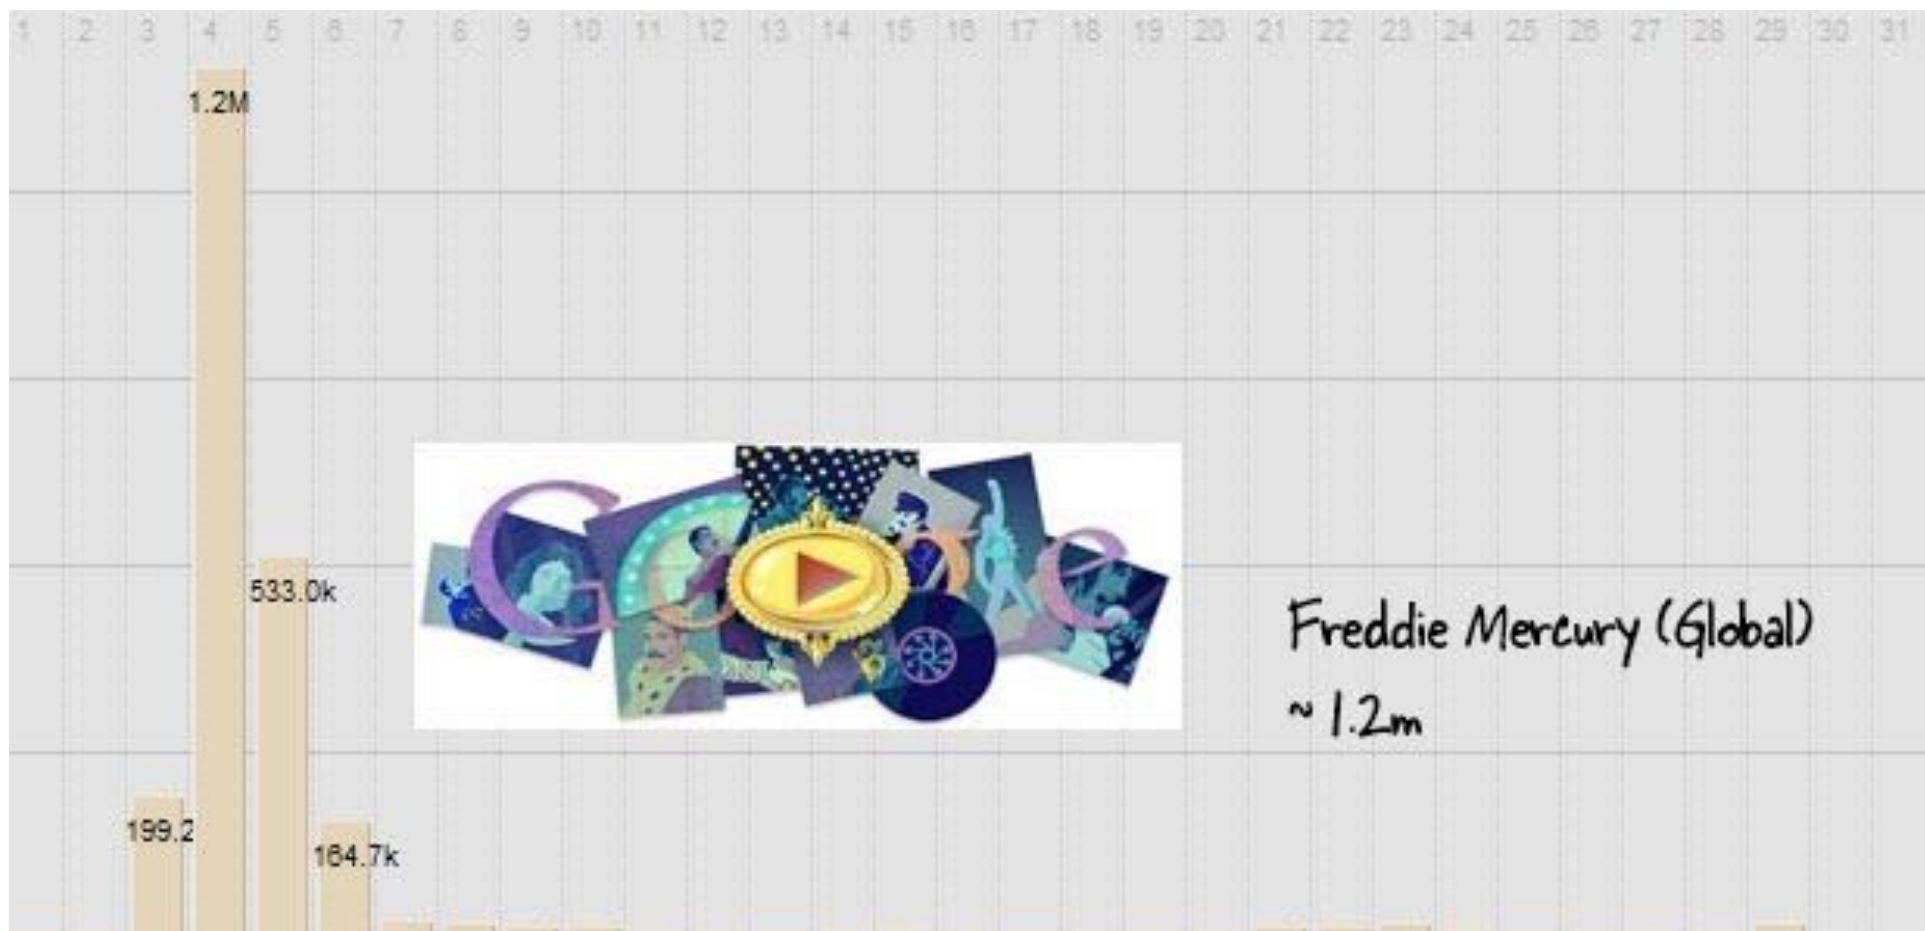 1 2 3 4 5 6 7 8 9 10 11 12 13 14 15 16 17 18 19 20 21 22 23 24 25 26 27 28 29 30 31
1.2M
533.0k
Google
Freddie Mercury (Global)
~ 1.2m
199.2
164.7k